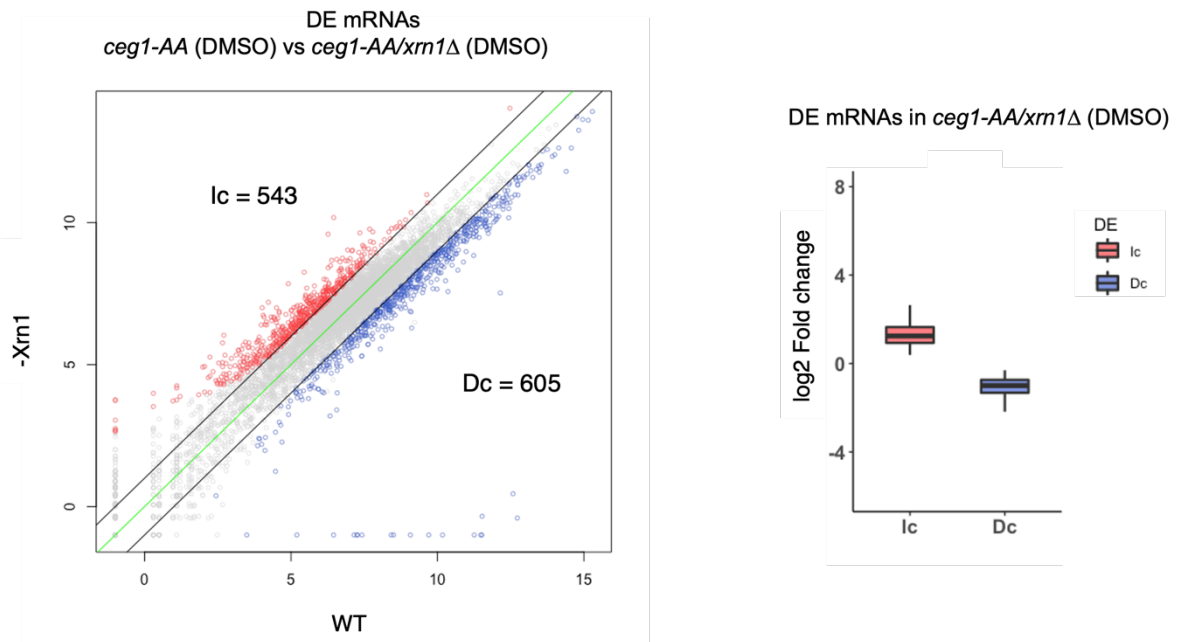 DE mRNAs
ceg1-AA (DMSO) vs ceg1-AA/xrn1Δ (DMSO)
Ic = 543
Dc = 605
-Xrn1
10
5
0
0
5
10
15
WT
DE mRNAs in ceg1-AA/xrn1Δ (DMSO)
log2 Fold change
8
4
0
-4
Ic
Dc
DE
Ic
Dc